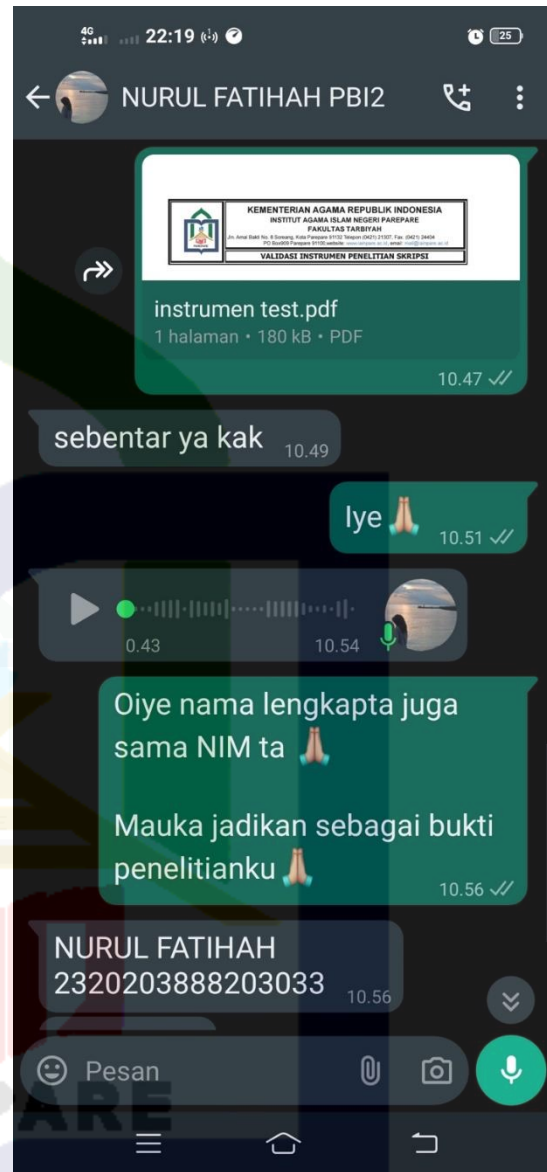 4G 22:19 25
NURUL FATIHAH PBI2
KEMENTERIAN AGAMA REPUBLIK INDONESIA
INSTITUT AGAMA ISLAM NEGERI PAREPARE
FAKULTAS TARBIYAH
VALIDASI INSTRUMEN PENELITIAN SKRIPSI
instrumen test.pdf
1 halaman • 180 kB • PDF
10.47
sebentar ya kak 10.49
Iye🙏🏼 10.51
0.43 10.54
Oiye nama lengkapta juga
sama NIM ta 🙏🏼
Mauka jadikan sebagai bukti
penelitianku🙏🏼 10.56
NURUL FATIHAH
2320203888203033 10.56
Pesan
ARE